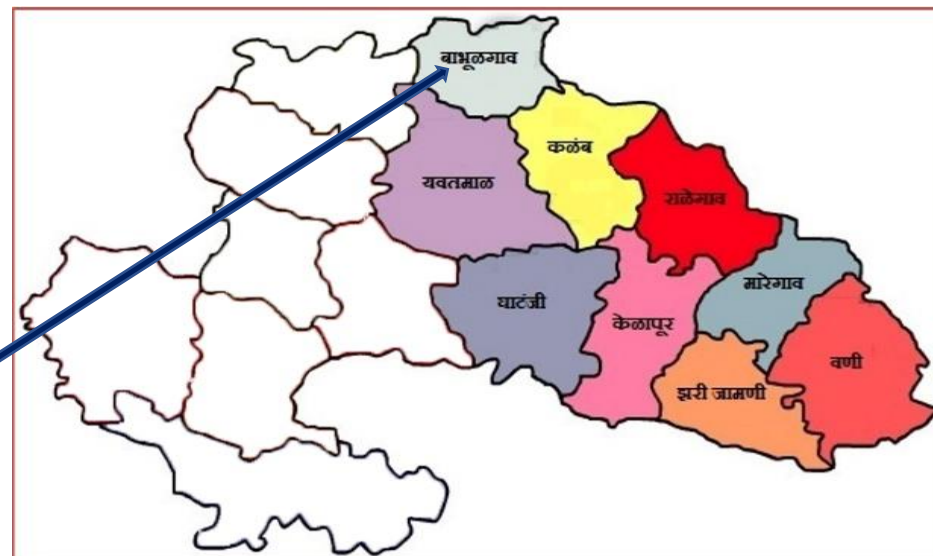 बाभूळगाव
कळंब
यवतमाळ
राळेगाव
मारेगाव
घाटंजी
केळापूर
वणी
झरी जामणी